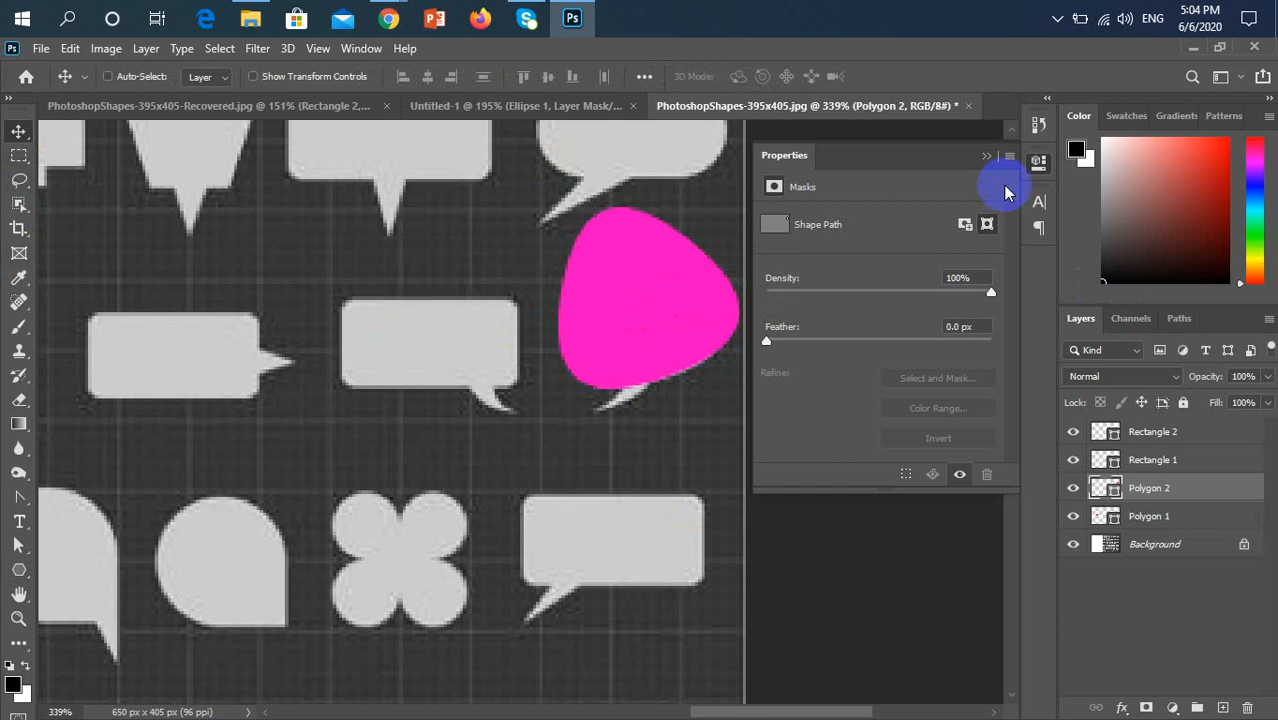 Ps
ENG
5:04 PM
6/6/2020
Ps File Edit Image Layer Type Select Filter 3D View Window Help
Auto-Select: Layer Show Transform Controls 3D Mode:
PhotoshopShapes-395x405-Recovered.jpg @ 151% (Rectangle 2,... Untitled-1 @ 195% (Ellipse 1, Layer Mask/... PhotoshopShapes-395x405.jpg @ 339% (Polygon 2, RGB/8#) *
Color Swatches Gradients Patterns
Properties
Masks
Shape Path
Density: 100%
Feather: 0.0 px
Refine: Select and Mask...
Color Range...
Invert
Layers Channels Paths
Kind
Normal Opacity: 100%
Lock: Fill: 100%
Rectangle 2
Rectangle 1
Polygon 2
Polygon 1
Background
339% 650 px x 405 px (96 ppi)